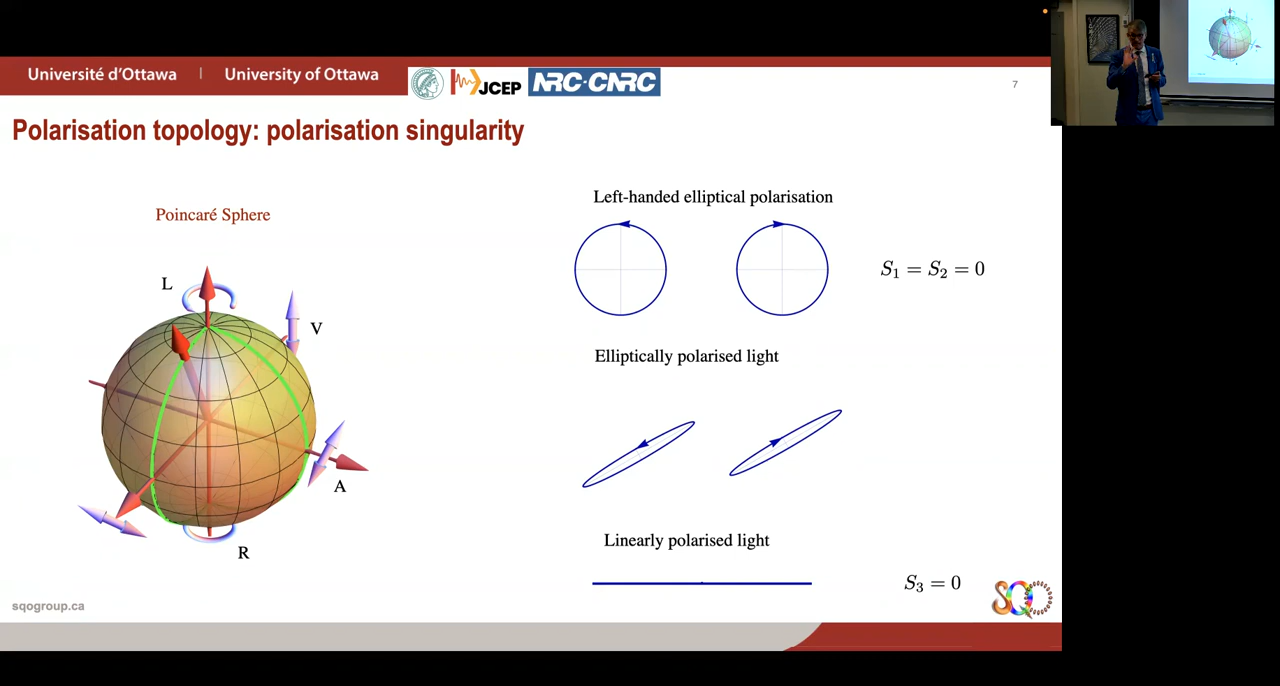 Université d'Ottawa | University of Ottawa
JCEP
NRC·CNRC
7
Polarisation topology: polarisation singularity
Poincaré Sphere
L
V
A
R
Left-handed elliptical polarisation
S₁ = S₂ = 0
Elliptically polarised light
Linearly polarised light
S₃ = 0
sqogroup.ca
SQO